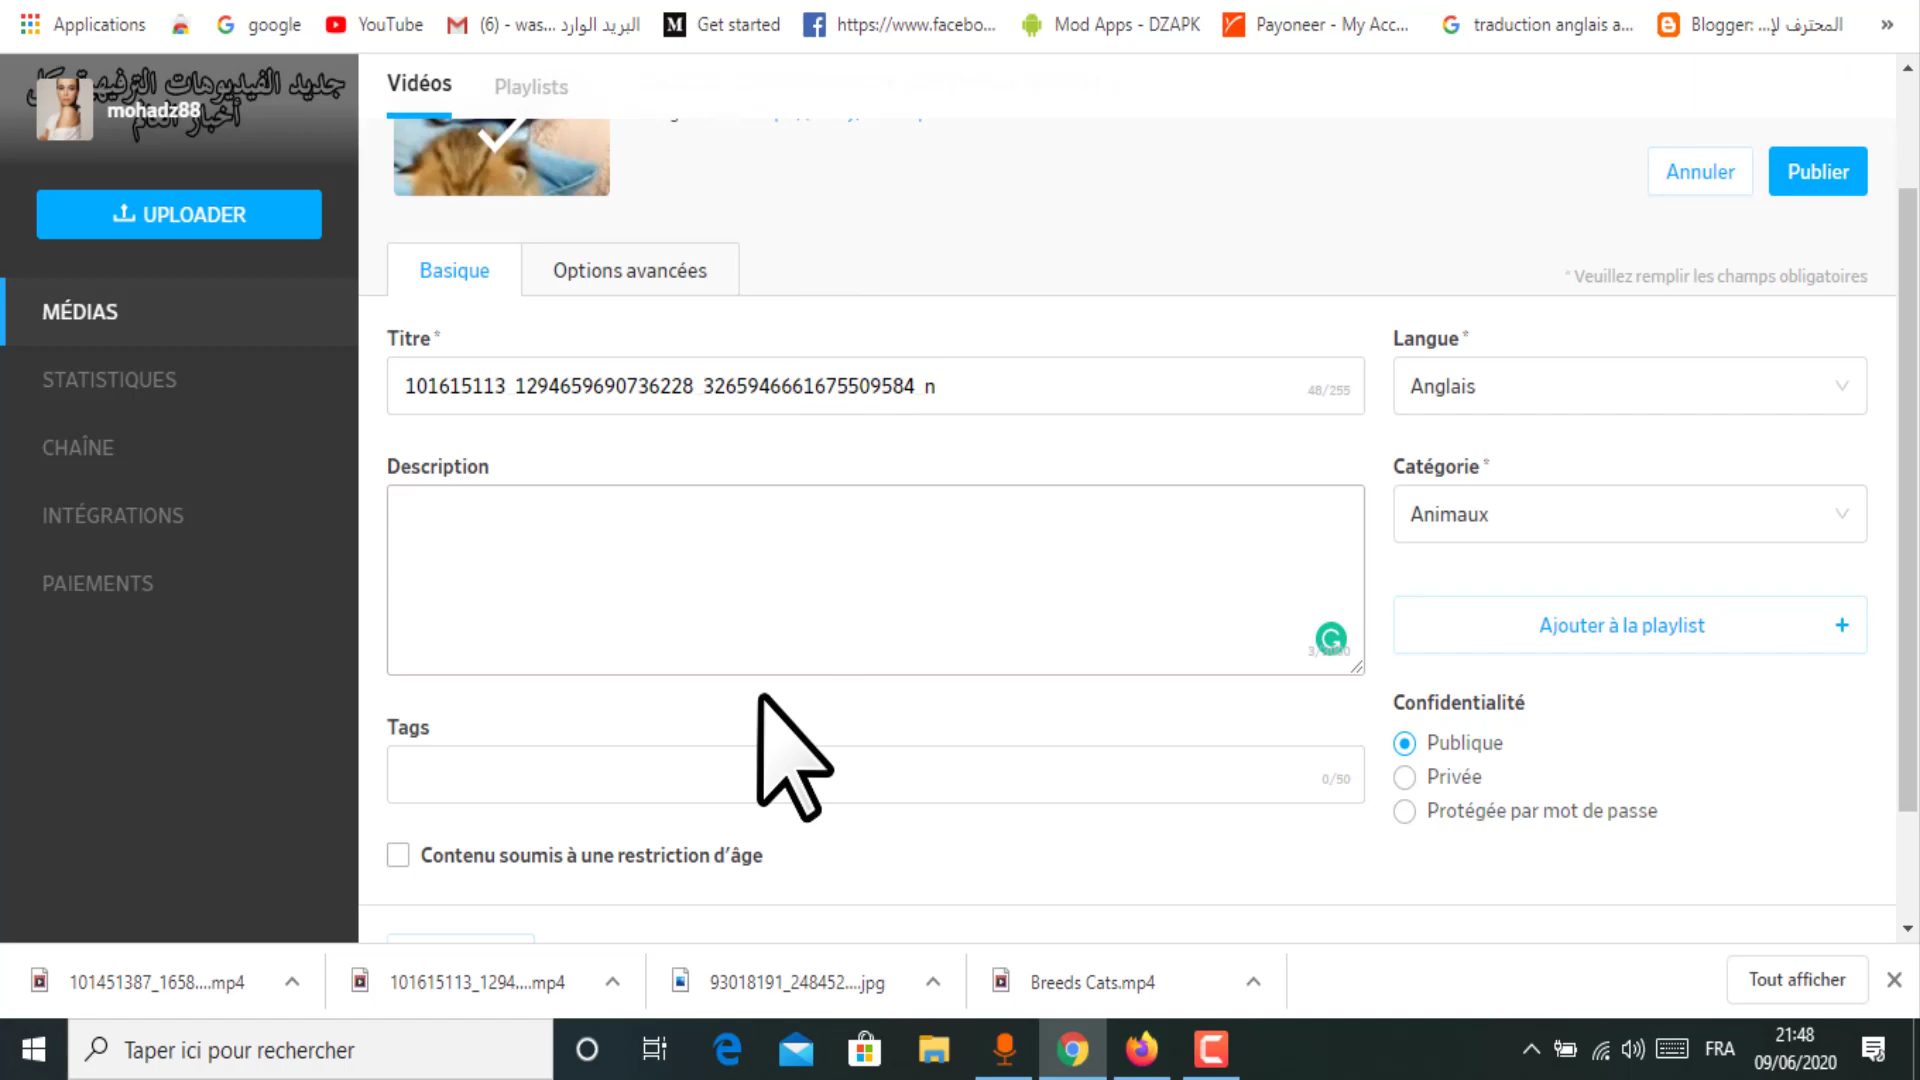 Applications
google
YouTube
(6) - was... البريد الوارد
Get started
https://www.facebo...
Mod Apps - DZAPK
Payoneer - My Acc...
traduction anglais a...
Blogger: ...المحترف لإ
»
جديد الفيديوهات الترفيهية
أخبار العالم
mohadz88
UPLOADER
MÉDIAS
STATISTIQUES
CHAÎNE
INTÉGRATIONS
PAIEMENTS
Vidéos
Playlists
Annuler
Publier
Basique
Options avancées
* Veuillez remplir les champs obligatoires
Titre *
101615113_1294659690736228_3265946661675509584_n
48/255
Langue *
Anglais
Description
Catégorie *
Animaux
Ajouter à la playlist +
Tags
0/50
Confidentialité
Publique
Privée
Protégée par mot de passe
Contenu soumis à une restriction d'âge
101451387_1658....mp4
101615113_1294....mp4
93018191_248452....jpg
Breeds Cats.mp4
Tout afficher
Taper ici pour rechercher
FRA
21:48
09/06/2020